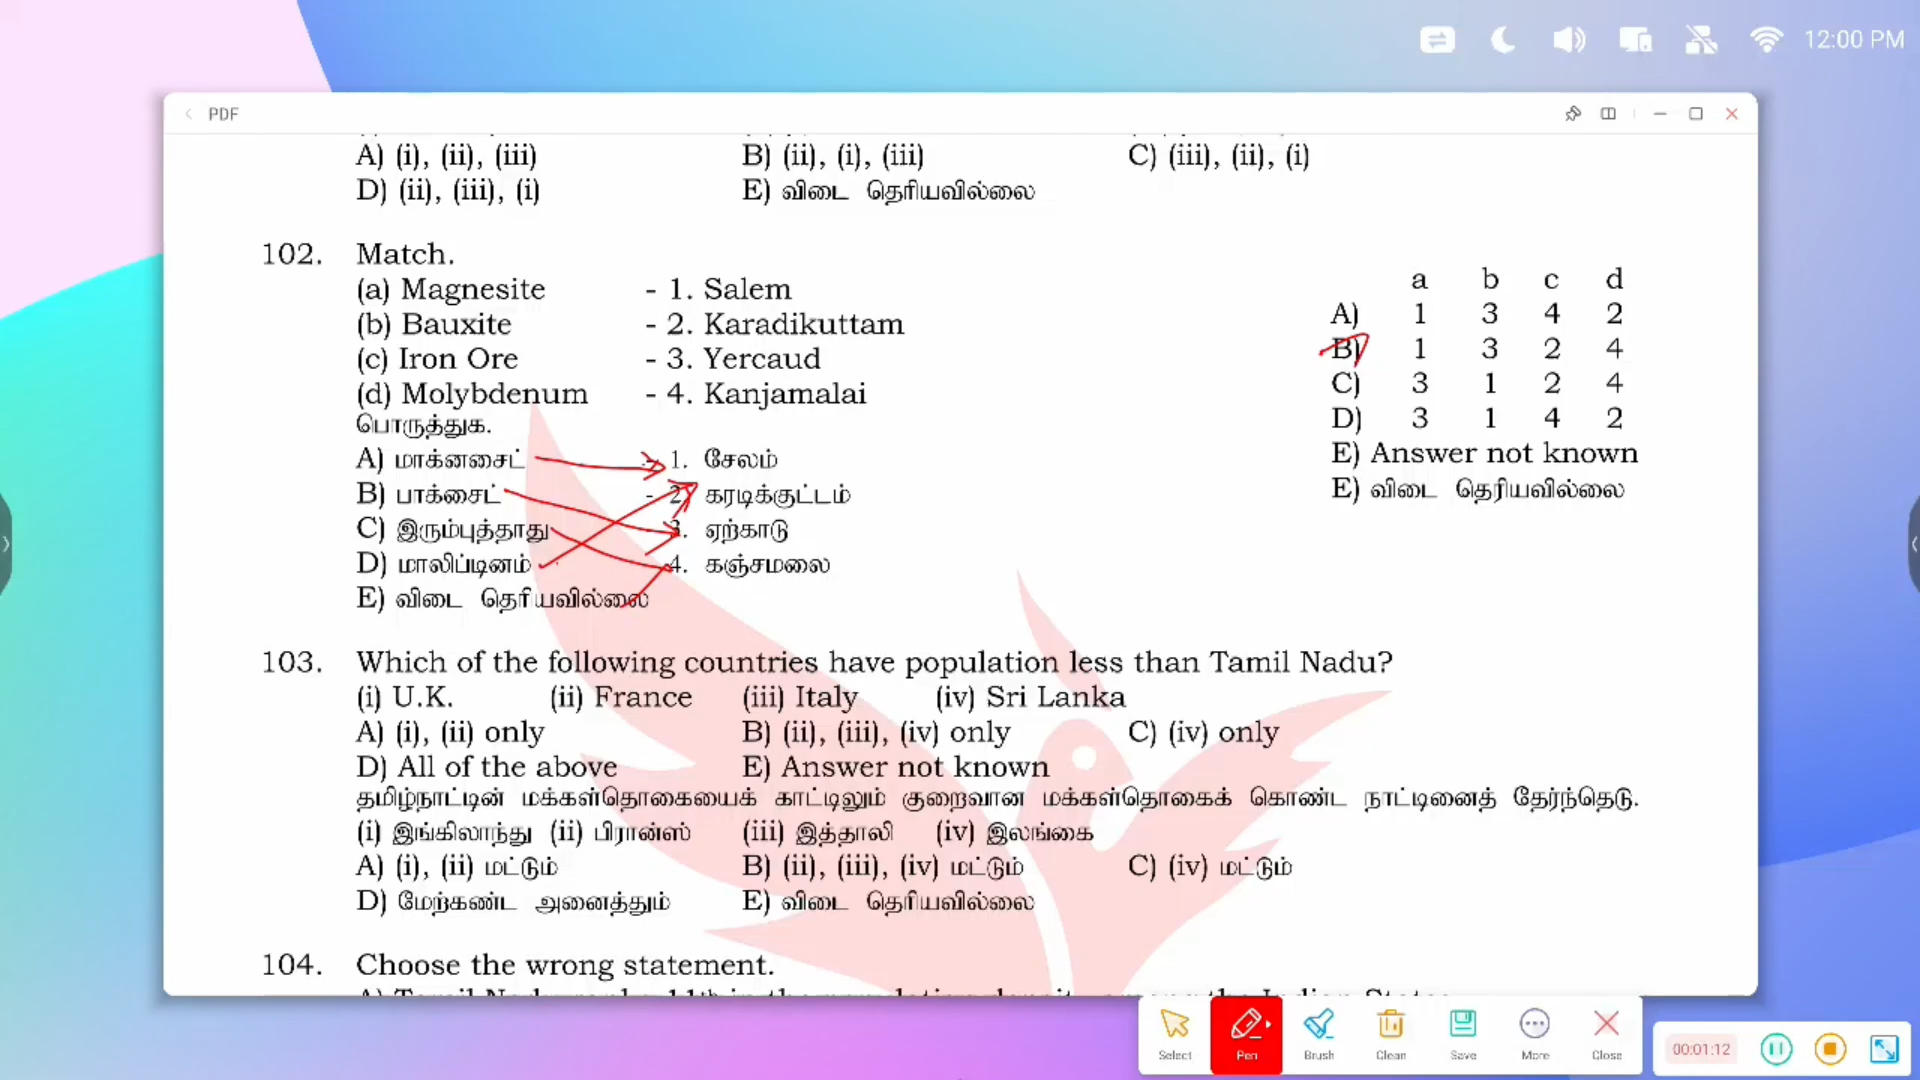 12:00 PM
PDF
A) (i), (ii), (iii) B) (ii), (i), (iii) C) (iii), (ii), (i)
D) (ii), (iii), (i) E) விடை தெரியவில்லை
102. Match.
(a) Magnesite - 1. Salem
(b) Bauxite - 2. Karadikuttam
(c) Iron Ore - 3. Yercaud
(d) Molybdenum - 4. Kanjamalai
பொருத்துக.
A) மாக்னசைட் - 1. சேலம்
B) பாக்சைட் - 2. கரடிக்குட்டம்
C) இரும்புத்தாது - 3. ஏற்காடு
D) மாலிப்டினம் - 4. கஞ்சமலை
E) விடை தெரியவில்லை
a b c d
A) 1 3 4 2
B) 1 3 2 4
C) 3 1 2 4
D) 3 1 4 2
E) Answer not known
E) விடை தெரியவில்லை
103. Which of the following countries have population less than Tamil Nadu?
(i) U.K. (ii) France (iii) Italy (iv) Sri Lanka
A) (i), (ii) only B) (ii), (iii), (iv) only C) (iv) only
D) All of the above E) Answer not known
தமிழ்நாட்டின் மக்கள்தொகையைக் காட்டிலும் குறைவான மக்கள்தொகைக் கொண்ட நாட்டினைத் தேர்ந்தெடு.
(i) இங்கிலாந்து (ii) பிரான்ஸ் (iii) இத்தாலி (iv) இலங்கை
A) (i), (ii) மட்டும் B) (ii), (iii), (iv) மட்டும் C) (iv) மட்டும்
D) மேற்கண்ட அனைத்தும் E) விடை தெரியவில்லை
104. Choose the wrong statement.
Select Pen Brush Clean Save More Close
00:01:12